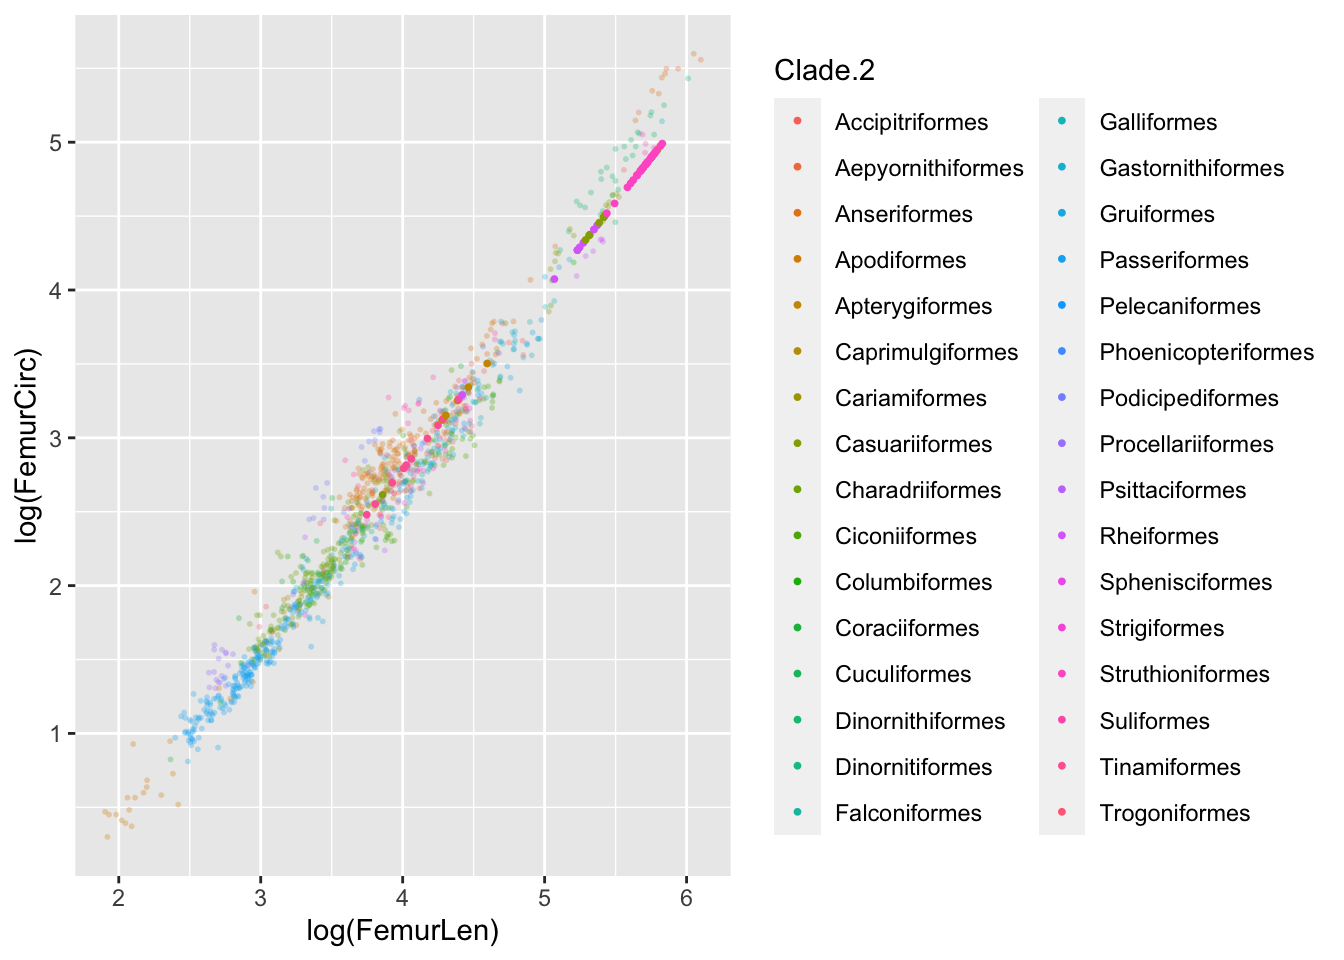 Clade.2
Accipitriformes
Aepyornithiformes
Anseriformes
Apodiformes
Apterygiformes
Caprimulgiformes
Cariamiformes
Casuariiformes
Charadriiformes
Ciconiiformes
Columbiformes
Coraciiformes
Cuculiformes
Dinornithiformes
Dinornitiformes
Falconiformes
Galliformes
Gastornithiformes
Gruiformes
Passeriformes
Pelecaniformes
Phoenicopteriformes
Podicipediformes
Procellariiformes
Psittaciformes
Rheiformes
Sphenisciformes
Strigiformes
Struthioniformes
Suliformes
Tinamiformes
Trogoniformes
log(FemurCirc)
5
4
3
2
1
2
3
4
5
6
log(FemurLen)